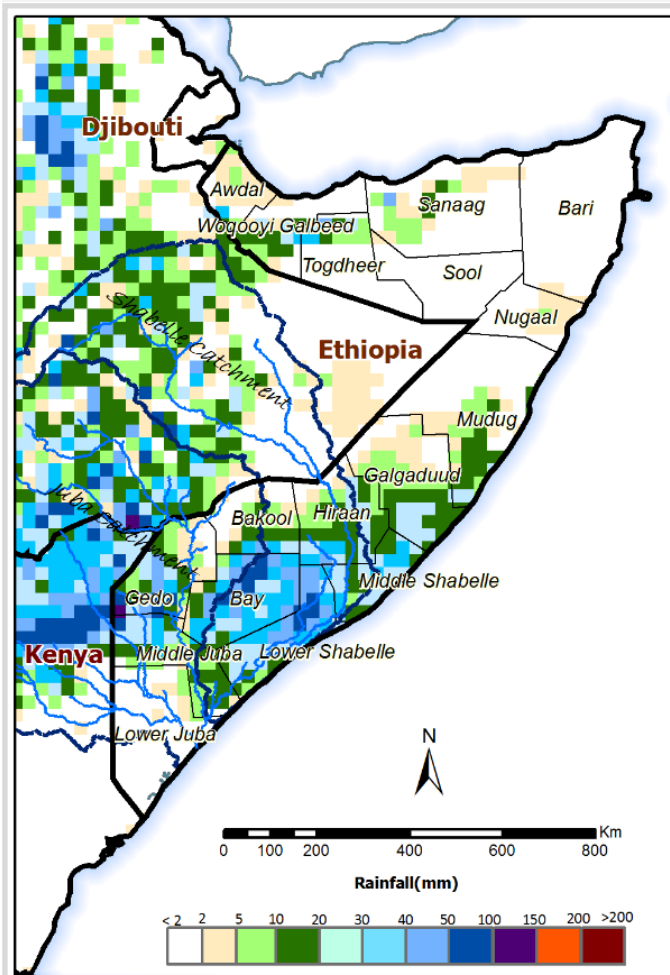 Djibouti
Awdal
Sanaag
Bari
Woqooyi Galbeed
Togdheer
Sool
Shabelle Catchment
Nugaal
Ethiopia
Mudug
Galgaduud
Juba Catchment
Bakool
Hiraan
Middle Shabelle
Gedo
Bay
Kenya
Middle Juba
Lower Shabelle
Lower Juba
N
Km
0 100 200 400 600 800
Rainfall(mm)
< 2 2 5 10 20 30 40 50 100 150 200 >200